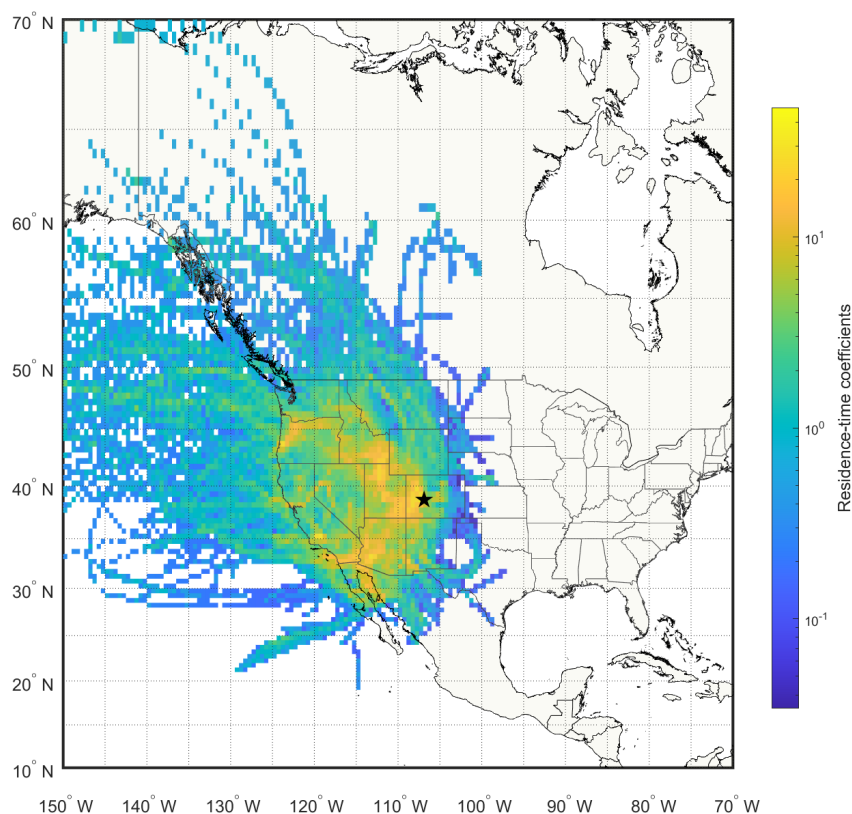 70° N
60° N
50° N
40° N
30° N
20° N
10° N
150° W 140° W 130° W 120° W 110° W 100° W 90° W 80° W 70° W
10¹
10⁰
10⁻¹
Residence-time coefficients